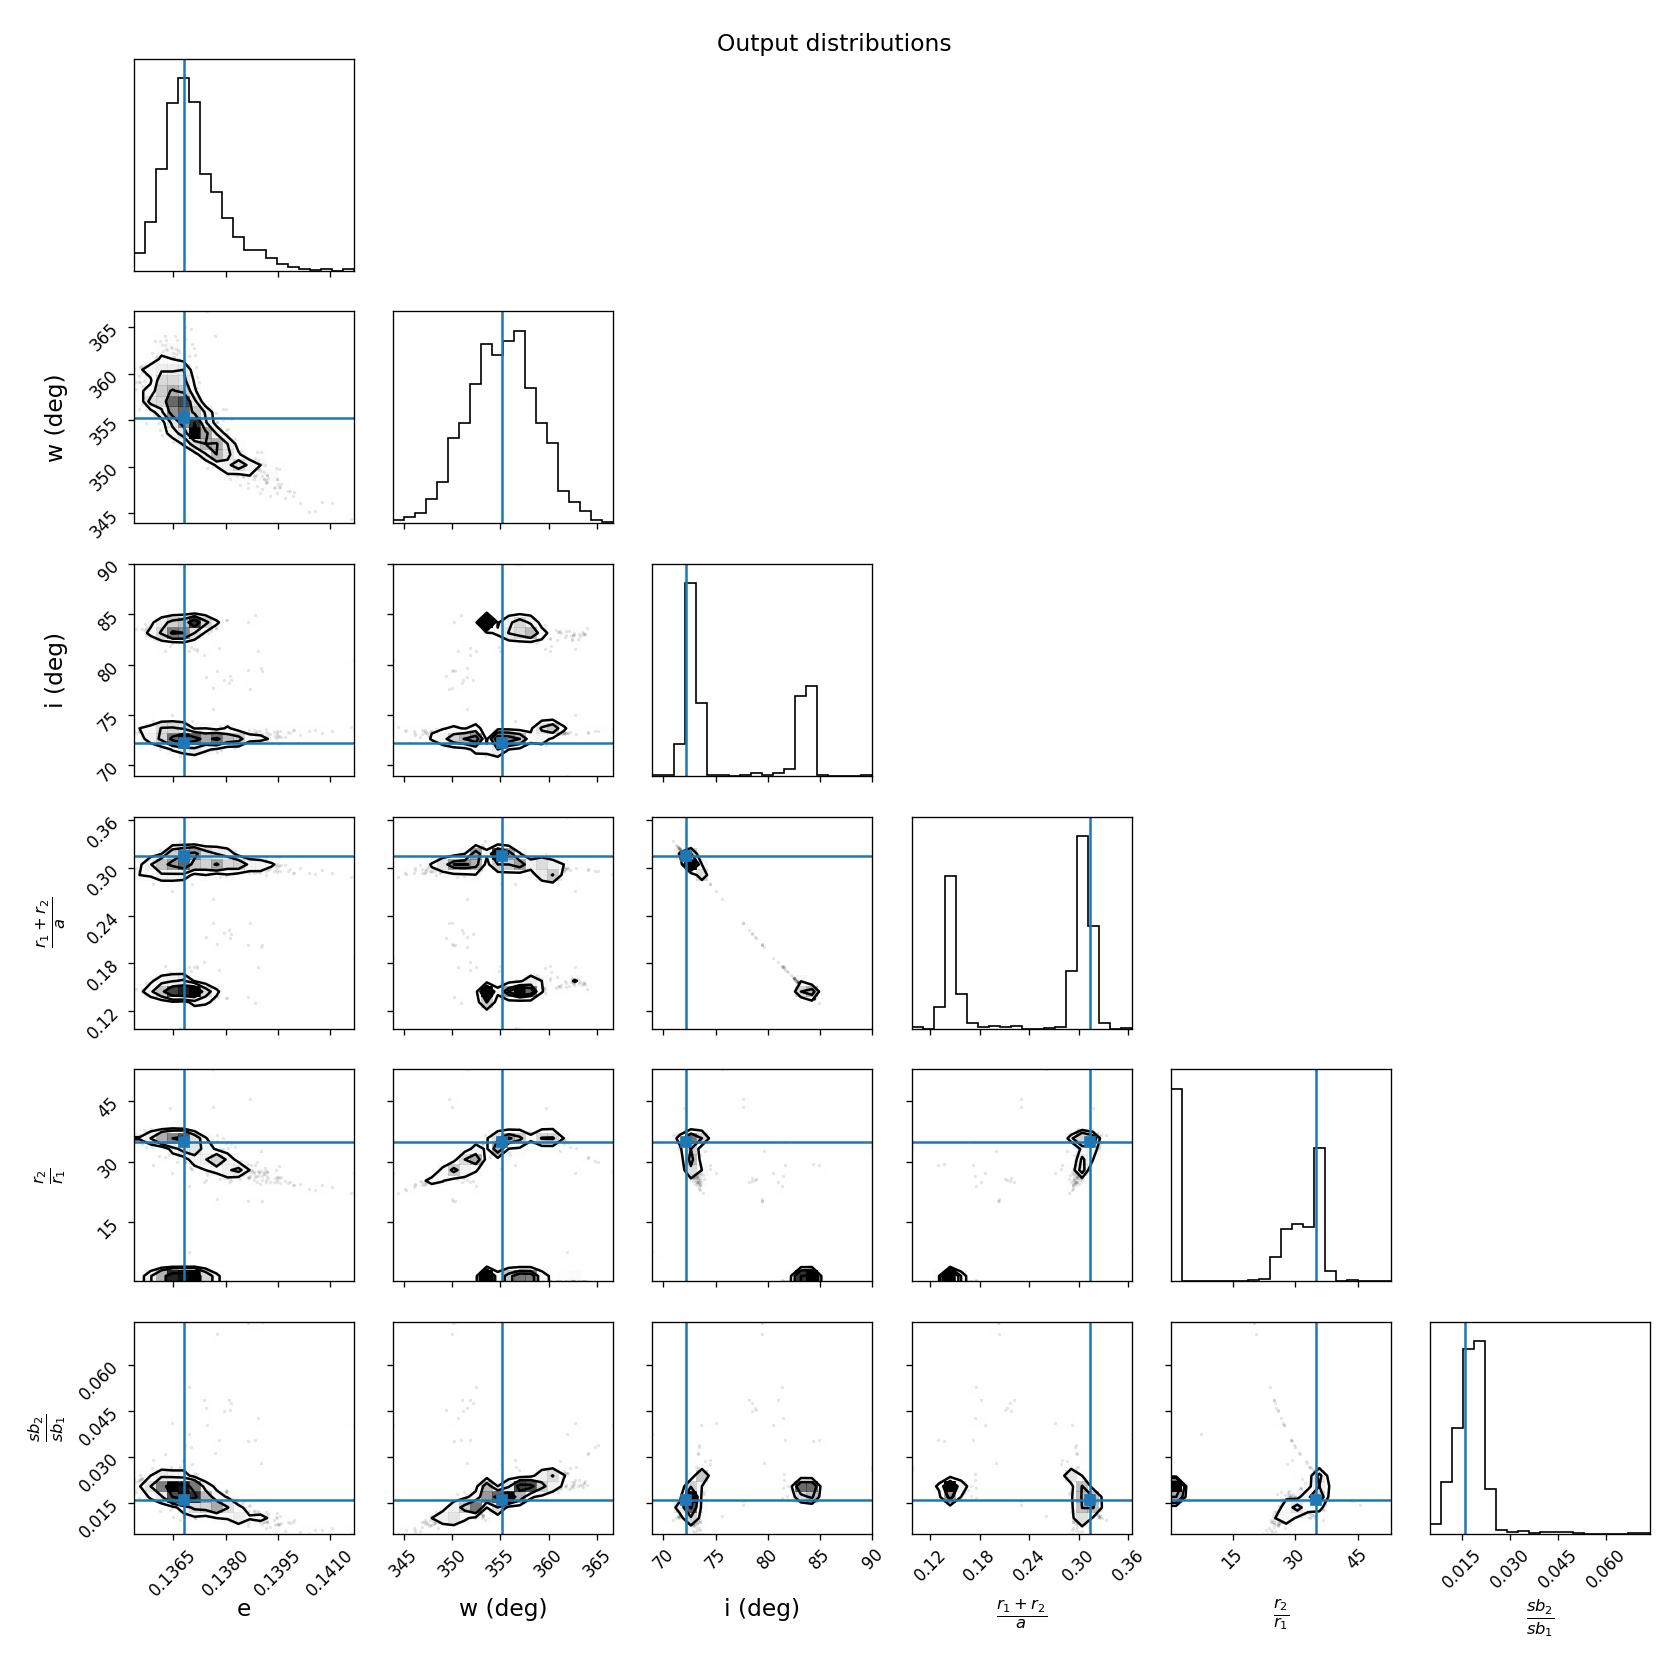 Output distributions
365
360
355
350
345
w (deg)
90
85
80
75
70
i (deg)
0.36
0.30
0.24
0.18
0.12
r₁ + r₂
a
45
30
15
r₂
r₁
0.060
0.045
0.030
0.015
sb₂
sb₁
0.1365 0.1380 0.1395 0.1410
e
345 350 355 360 365
w (deg)
70 75 80 85 90
i (deg)
0.12 0.18 0.24 0.30 0.36
r₁ + r₂
a
15 30 45
r₂
r₁
0.015 0.030 0.045 0.060
sb₂
sb₁